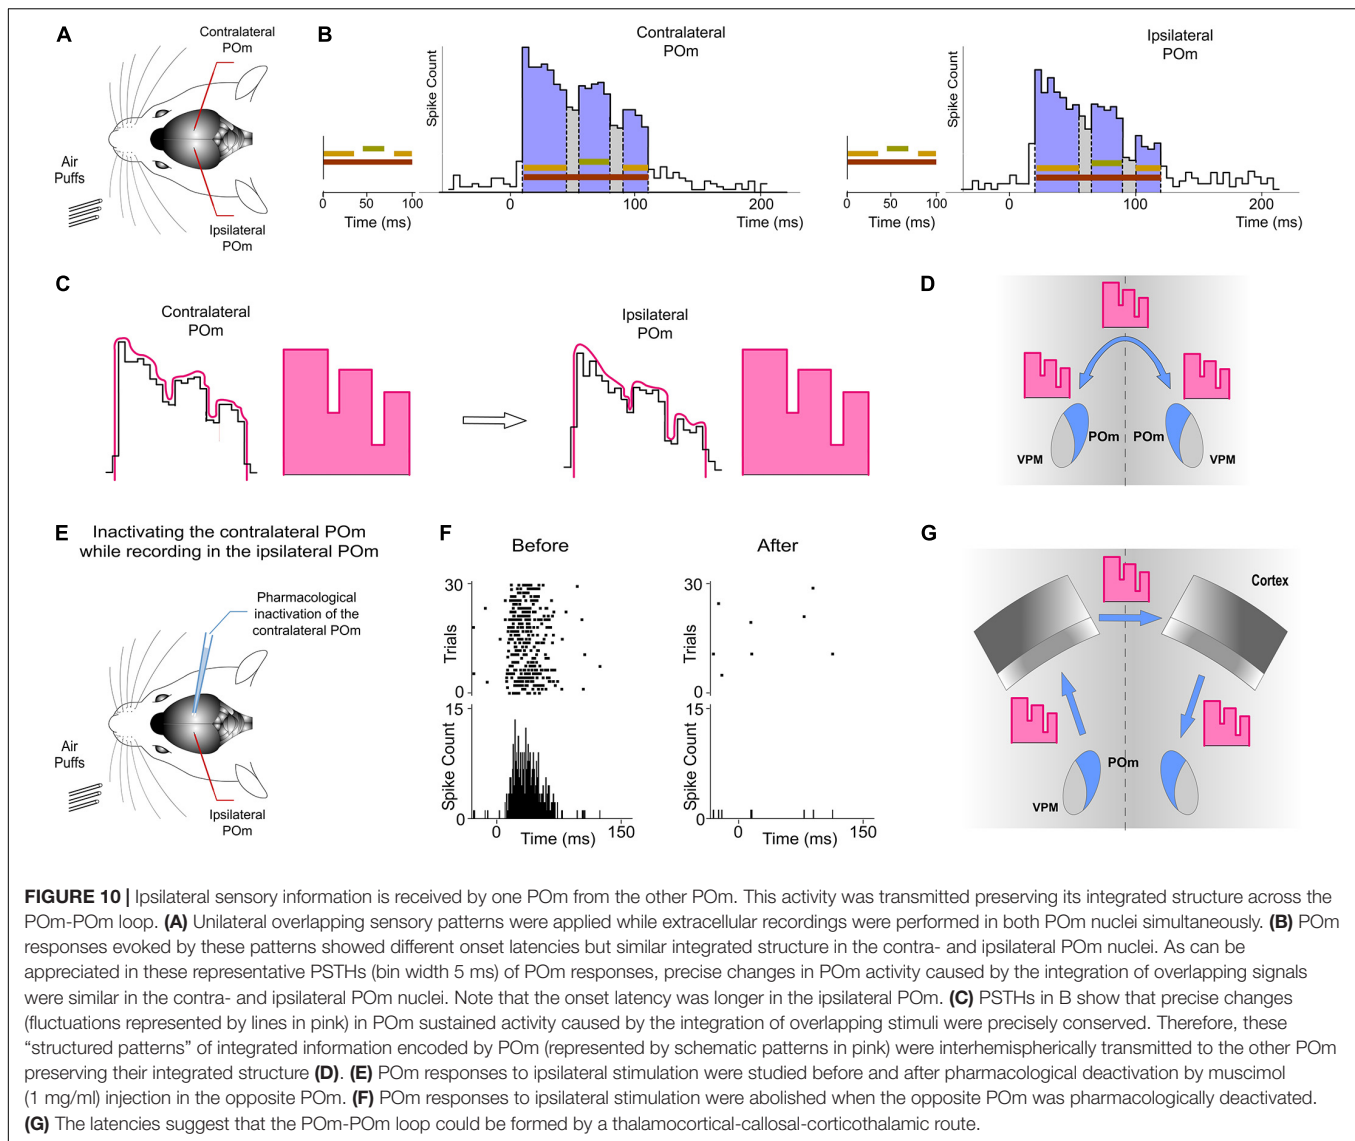 A
Contralateral
POm
Air
Puffs
Ipsilateral
POm
B
0 50 100
Time (ms)
Spike Count
Contralateral
POm
0 100 200
Time (ms)
0 50 100
Time (ms)
Spike Count
Ipsilateral
POm
0 100 200
Time (ms)
C
Contralateral
POm
Ipsilateral
POm
D
POm POm
VPM VPM
E
Inactivating the contralateral POm
while recording in the ipsilateral POm
Pharmacological
inactivation of the
contralateral POm
Air
Puffs
Ipsilateral
POm
F
Before
30
Trials
0
15
Spike Count
0
0 150
Time (ms)
After
30
Trials
0
15
Spike Count
0
0 150
Time (ms)
G
Cortex
POm
VPM VPM
FIGURE 10 | Ipsilateral sensory information is received by one POm from the other POm. This activity was transmitted preserving its integrated structure across the
POm-POm loop. (A) Unilateral overlapping sensory patterns were applied while extracellular recordings were performed in both POm nuclei simultaneously. (B) POm
responses evoked by these patterns showed different onset latencies but similar integrated structure in the contra- and ipsilateral POm nuclei. As can be
appreciated in these representative PSTHs (bin width 5 ms) of POm responses, precise changes in POm activity caused by the integration of overlapping signals
were similar in the contra- and ipsilateral POm nuclei. Note that the onset latency was longer in the ipsilateral POm. (C) PSTHs in B show that precise changes
(fluctuations represented by lines in pink) in POm sustained activity caused by the integration of overlapping stimuli were precisely conserved. Therefore, these
“structured patterns” of integrated information encoded by POm (represented by schematic patterns in pink) were interhemispherically transmitted to the other POm
preserving their integrated structure (D). (E) POm responses to ipsilateral stimulation were studied before and after pharmacological deactivation by muscimol
(1 mg/ml) injection in the opposite POm. (F) POm responses to ipsilateral stimulation were abolished when the opposite POm was pharmacologically deactivated.
(G) The latencies suggest that the POm-POm loop could be formed by a thalamocortical-callosal-corticothalamic route.